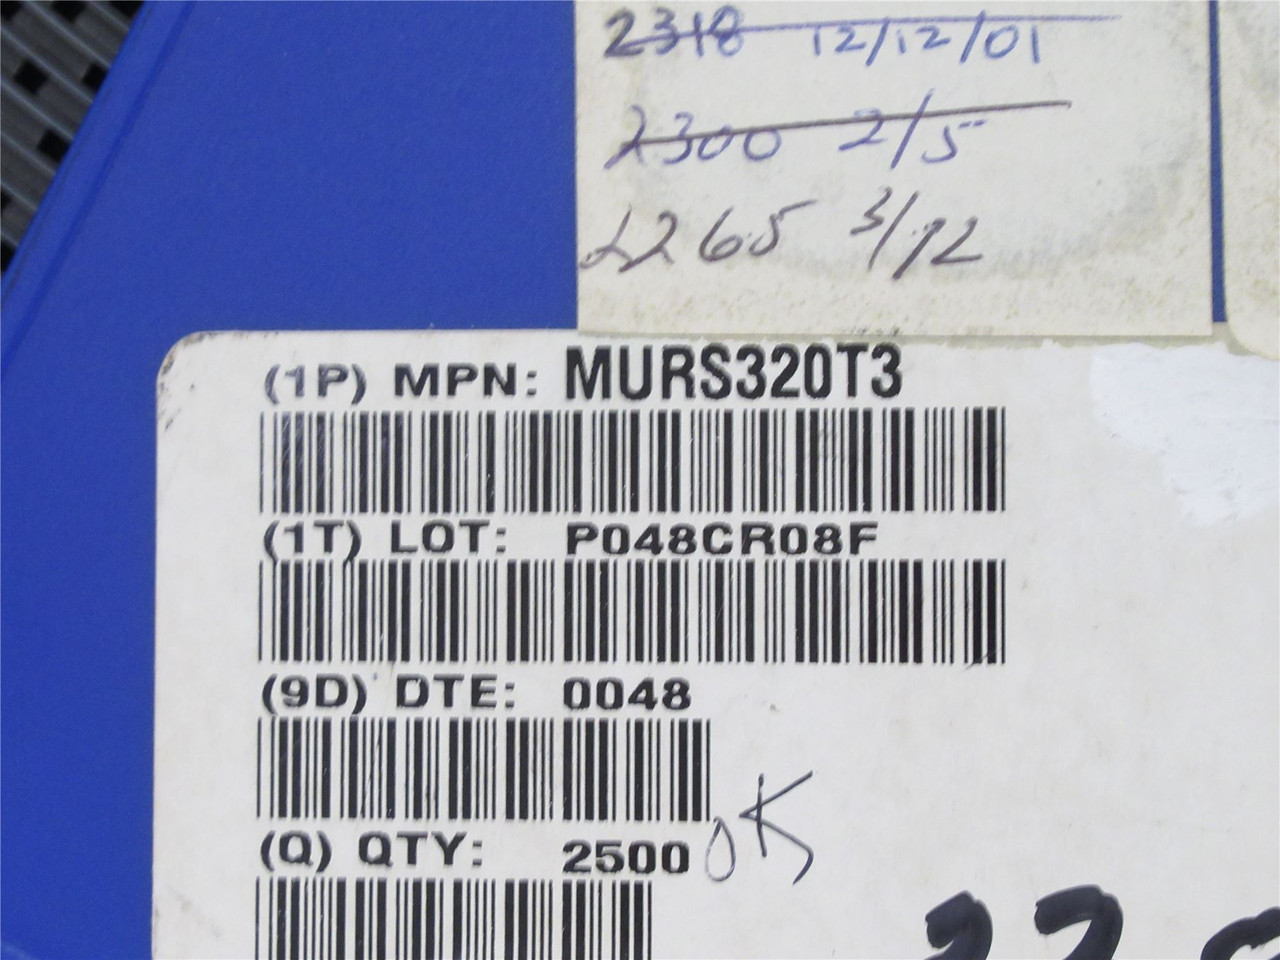 2318 12/12/01
2300 2/5
2265 3/12
(1P) MPN: MURS320T3
(1T) LOT: P048CR08F
(9D) DTE: 0048
(Q) QTY: 2500 OK